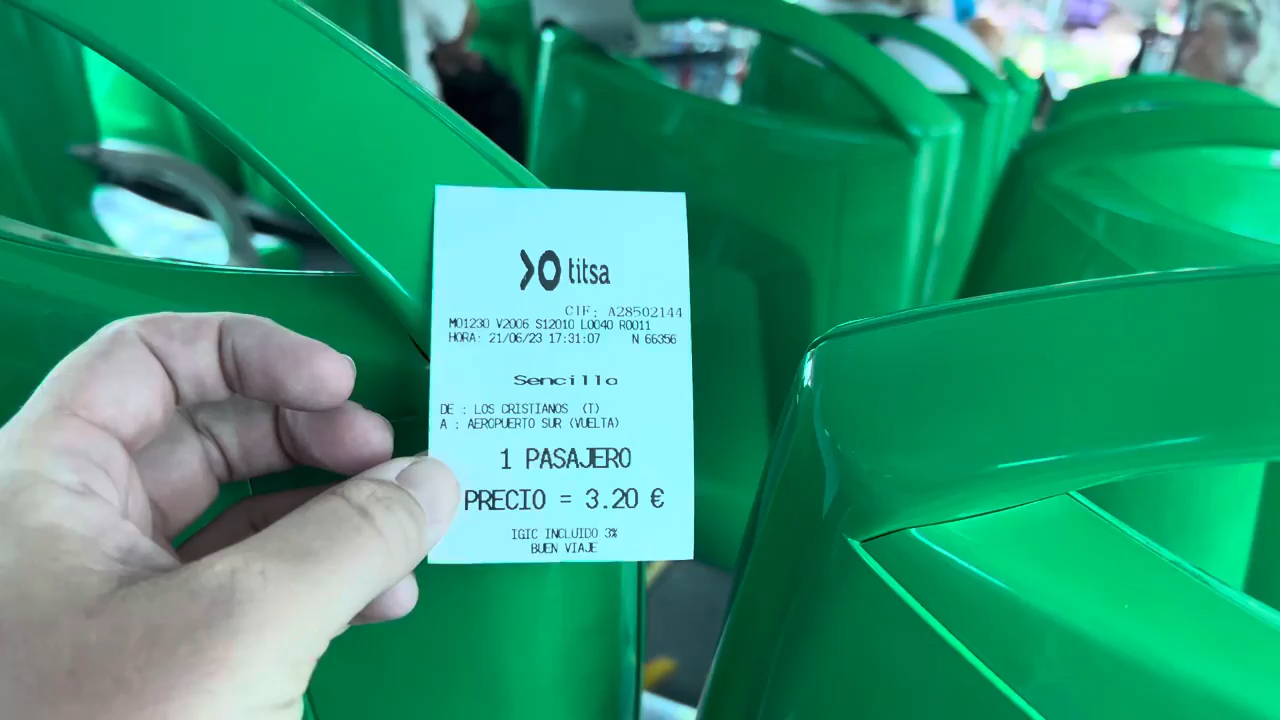 titsa
CIF: A28502144
M01230 V2006 S12010 L0040 R0011
HORA: 21/06/23 17:31:07 N 66356
Sencillo
DE : LOS CRISTIANOS (T)
A : AEROPUERTO SUR (VUELTA)
1 PASAJERO
PRECIO = 3.20 €
IGIC INCLUIDO 3%
BUEN VIAJE